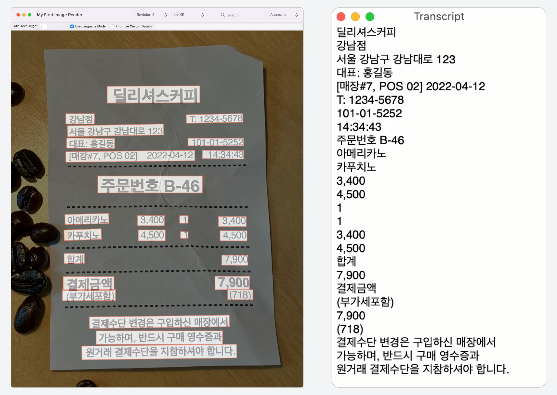 My First Image Reader
딜리셔스커피
강남점 T: 1234-5678
서울 강남구 강남대로 123
대표: 홍길동 101-01-5252
[매장#7, POS 02] 2022-04-12 14:34:43
주문번호 B-46
아메리카노 3,400 1 3,400
카푸치노 4,500 1 4,500
합계 7,900
결제금액 7,900
(부가세포함) (718)
결제수단 변경은 구입하신 매장에서
가능하며, 반드시 구매 영수증과
원거래 결제수단을 지참하셔야 합니다.
Transcript
딜리셔스커피
강남점
서울 강남구 강남대로 123
대표: 홍길동
[매장#7, POS 02] 2022-04-12
T: 1234-5678
101-01-5252
14:34:43
주문번호 B-46
아메리카노
카푸치노
3,400
4,500
1
1
3,400
4,500
합계
7,900
결제금액
(부가세포함)
7,900
(718)
결제수단 변경은 구입하신 매장에서
가능하며, 반드시 구매 영수증과
원거래 결제수단을 지참하셔야 합니다.